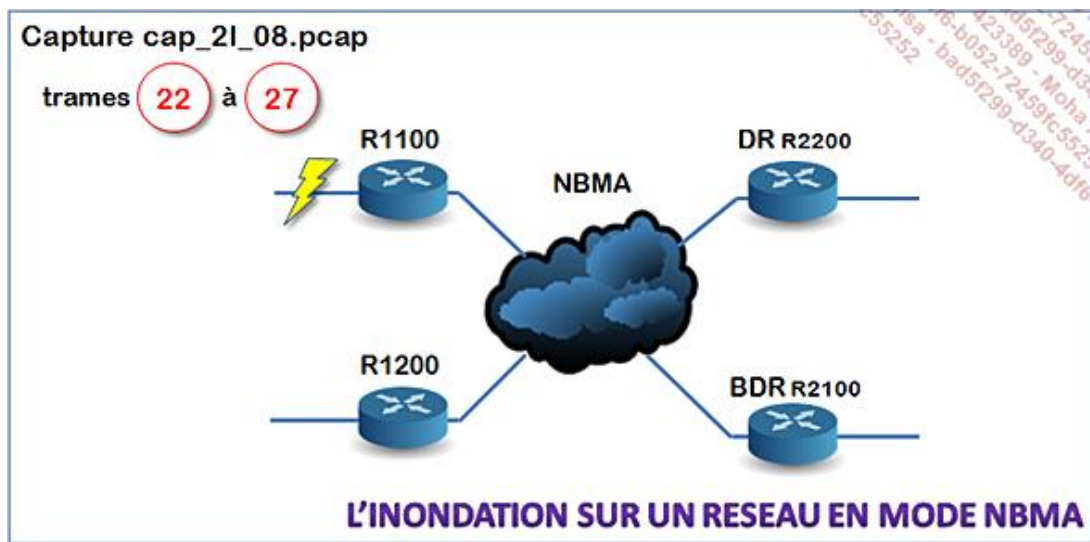 Capture cap_2I_08.pcap
trames 22 à 27
R1100
DR R2200
NBMA
R1200
BDR R2100
L'INONDATION SUR UN RESEAU EN MODE NBMA